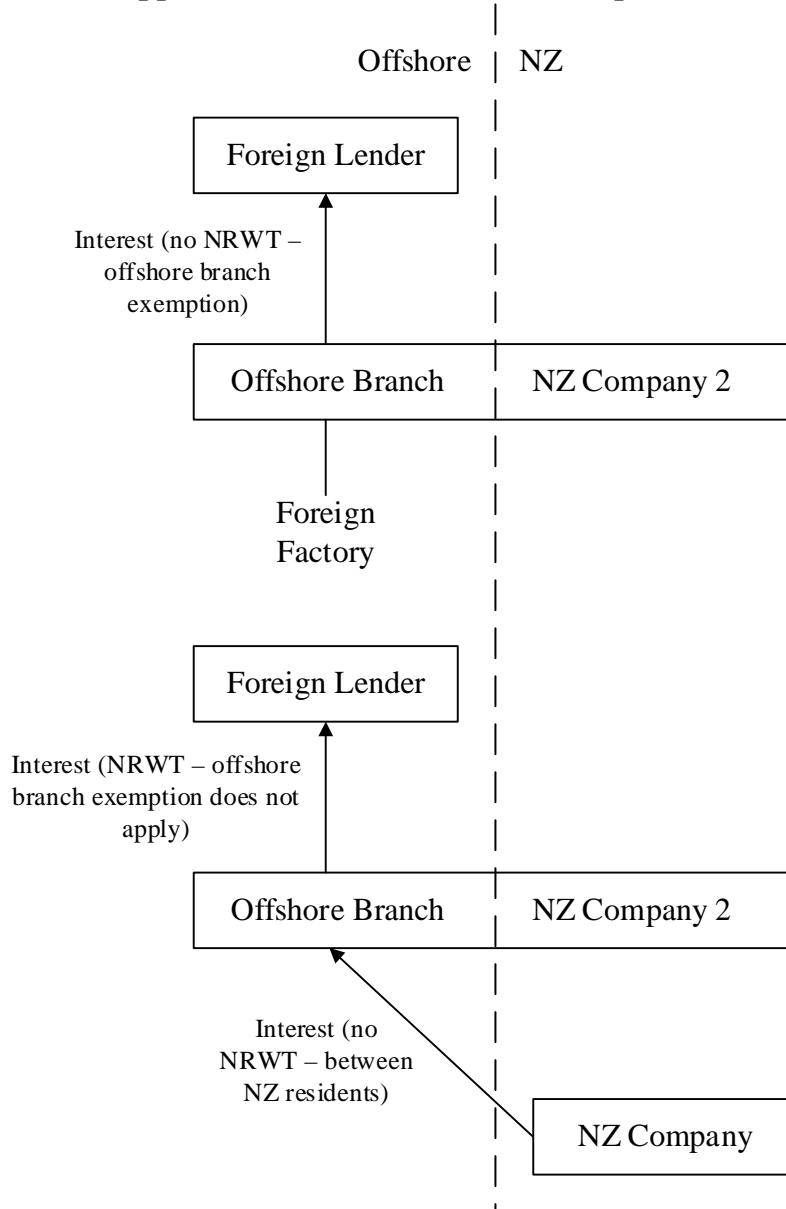 Offshore NZ
Foreign Lender
Interest (no NRWT –
offshore branch
exemption)
Offshore Branch
NZ Company 2
Foreign
Factory
Foreign Lender
Interest (NRWT – offshore
branch exemption does not
apply)
Offshore Branch
NZ Company 2
Interest (no
NRWT – between
NZ residents)
NZ Company